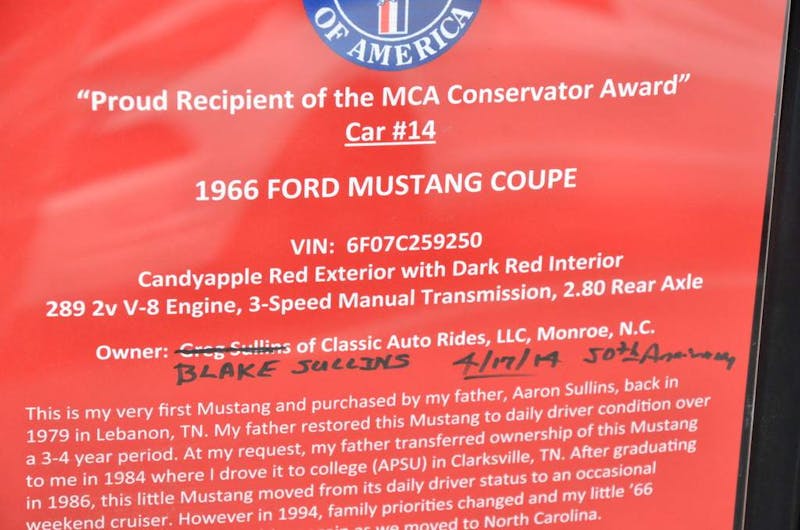 OF AMERICA
“Proud Recipient of the MCA Conservator Award”
Car #14
1966 FORD MUSTANG COUPE
VIN: 6F07C259250
Candyapple Red Exterior with Dark Red Interior
289 2v V-8 Engine, 3-Speed Manual Transmission, 2.80 Rear Axle
Owner: Greg Sullins of Classic Auto Rides, LLC, Monroe, N.C.
BLAKE SULLINS 4/17/14 50th Anniversary
This is my very first Mustang and purchased by my father, Aaron Sullins, back in
1979 in Lebanon, TN. My father restored this Mustang to daily driver condition over
a 3-4 year period. At my request, my father transferred ownership of this Mustang
to me in 1984 where I drove it to college (APSU) in Clarksville, TN. After graduating
in 1986, this little Mustang moved from its daily driver status to an occasional
weekend cruiser. However in 1994, family priorities changed and my little ’66
as we moved to North Carolina.